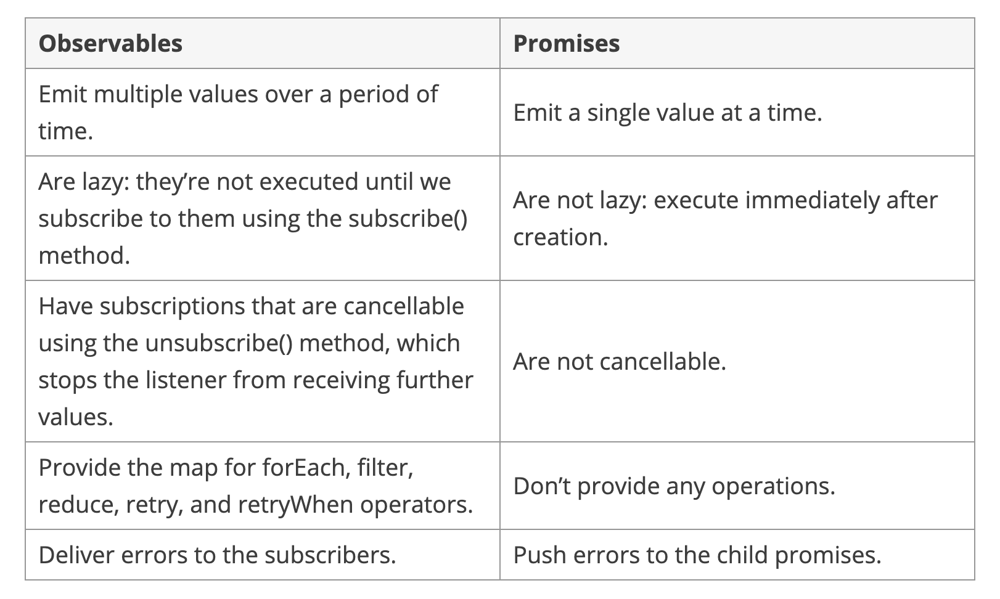 Observables
Promises
Emit multiple values over a period of
time.
Emit a single value at a time.
Are lazy: they’re not executed until we
subscribe to them using the subscribe()
method.
Are not lazy: execute immediately after
creation.
Have subscriptions that are cancellable
using the unsubscribe() method, which
stops the listener from receiving further
values.
Are not cancellable.
Provide the map for forEach, filter,
reduce, retry, and retryWhen operators.
Don’t provide any operations.
Deliver errors to the subscribers.
Push errors to the child promises.